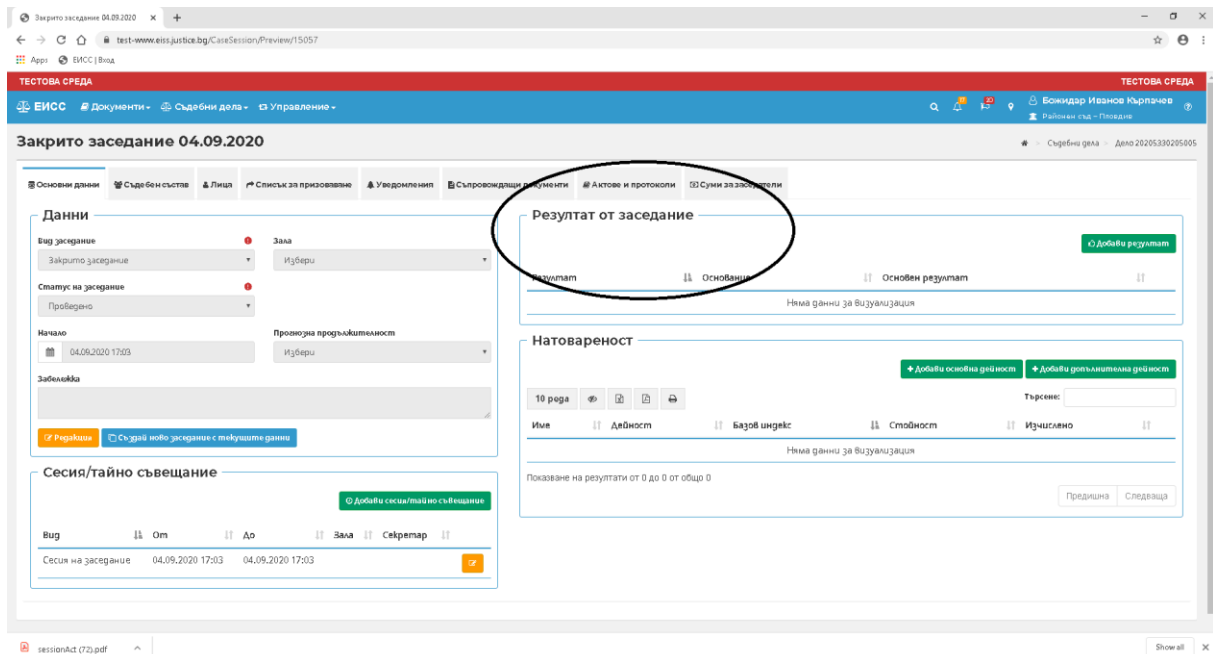 Закрито заседание 04.09.2020
test-www.eiss.justice.bg/CaseSession/Preview/15057
Apps ЕИСС | Вход
ТЕСТОВА СРЕДА ТЕСТОВА СРЕДА
ЕИСС Документи Съдебни дела Управление Божидар Иванов Кърпачев
Районен съд – Пловдив
Закрито заседание 04.09.2020 Съдебни дела > Дело 20205330205005
Основни данни Съдебен състав Лица Списък за призоваване Уведомления Съпровождащи документи Актове и протоколи Суми за заседатели
Данни
Вид заседание Зала
Закрито заседание Избери
Статус на заседание
Проведено
Начало Прогнозна продължителност
04.09.2020 17:03 Избери
Забележка
Редакция Създай ново заседание с текущите данни
Сесия/тайно съвещание
Добави сесия/тайно съвещание
Вид От До Зала Секретар
Сесия на заседание 04.09.2020 17:03 04.09.2020 17:03
Резултат от заседание
Добави резултат
Резултат Основание Основен резултат
Няма данни за визуализация
Натовареност
Добави основна дейност Добави допълнителна дейност
10 реда Търсене:
Име Дейност Базов индекс Стойност Изчислено
Няма данни за визуализация
Показване на резултати от 0 до 0 от общо 0
Предишна Следваща
sessionAct (72).pdf Show all